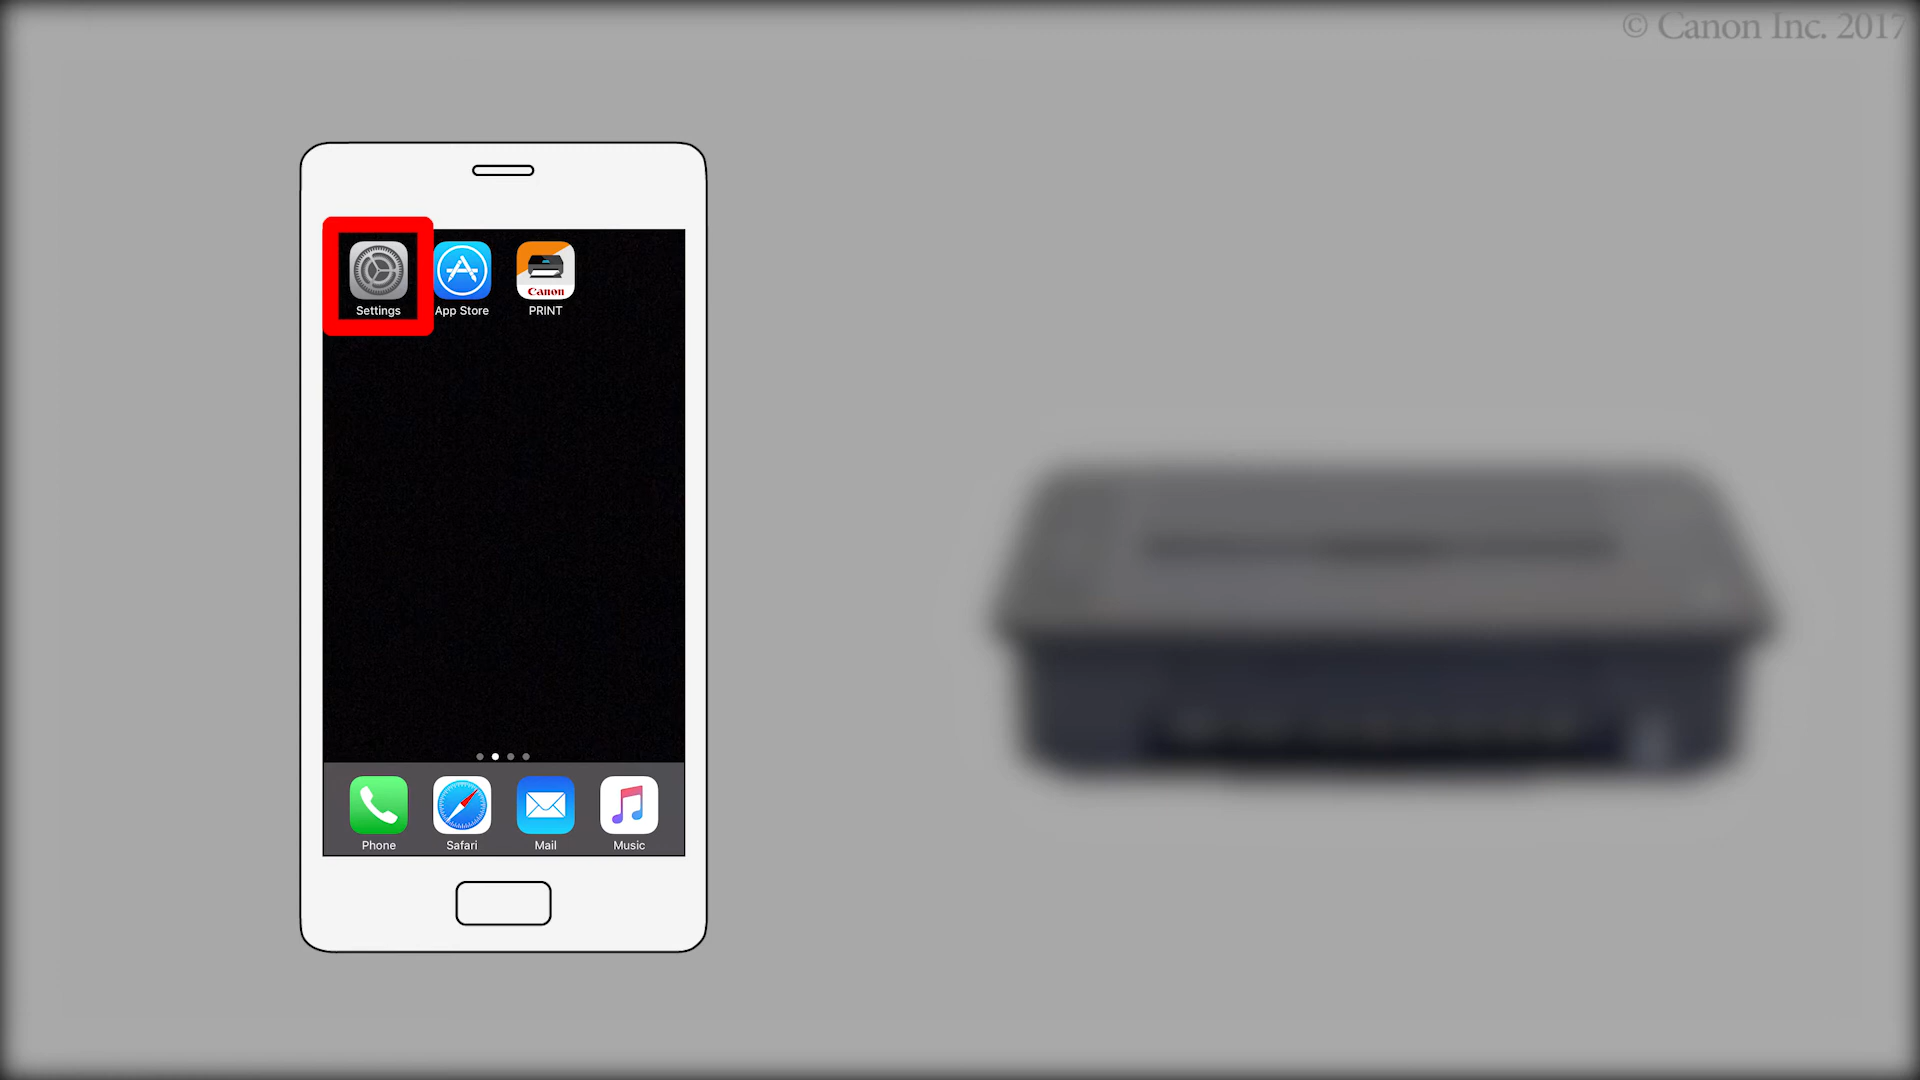 © Canon Inc. 2017
Settings
App Store
Canon
PRINT
Phone
Safari
Mail
Music